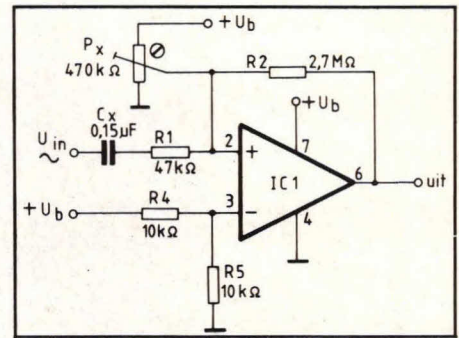 +Ub
Px
470kΩ
R2 2,7MΩ
+Ub
Cx
0,15µF
Uin
~
R1
47kΩ
2
+
7
IC1
6
uit
+Ub
R4
10kΩ
3
−
4
R5
10kΩ